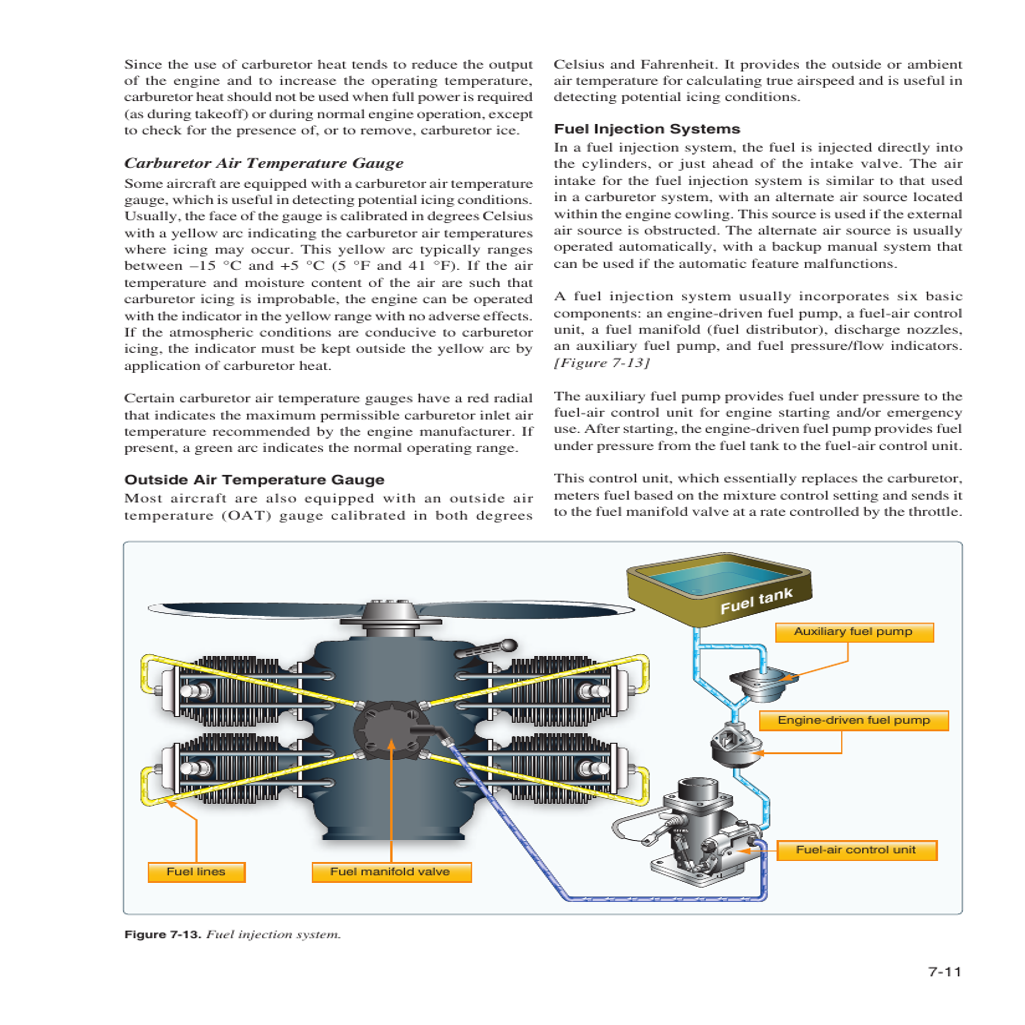 Since the use of carburetor heat tends to reduce the output
of the engine and to increase the operating temperature,
carburetor heat should not be used when full power is required
(as during takeoff) or during normal engine operation, except
to check for the presence of, or to remove, carburetor ice.
Carburetor Air Temperature Gauge
Some aircraft are equipped with a carburetor air temperature
gauge, which is useful in detecting potential icing conditions.
Usually, the face of the gauge is calibrated in degrees Celsius
with a yellow arc indicating the carburetor air temperatures
where icing may occur. This yellow arc typically ranges
between –15 °C and +5 °C (5 °F and 41 °F). If the air
temperature and moisture content of the air are such that
carburetor icing is improbable, the engine can be operated
with the indicator in the yellow range with no adverse effects.
If the atmospheric conditions are conducive to carburetor
icing, the indicator must be kept outside the yellow arc by
application of carburetor heat.
Certain carburetor air temperature gauges have a red radial
that indicates the maximum permissible carburetor inlet air
temperature recommended by the engine manufacturer. If
present, a green arc indicates the normal operating range.
Outside Air Temperature Gauge
Most aircraft are also equipped with an outside air
temperature (OAT) gauge calibrated in both degrees
Celsius and Fahrenheit. It provides the outside or ambient
air temperature for calculating true airspeed and is useful in
detecting potential icing conditions.
Fuel Injection Systems
In a fuel injection system, the fuel is injected directly into
the cylinders, or just ahead of the intake valve. The air
intake for the fuel injection system is similar to that used
in a carburetor system, with an alternate air source located
within the engine cowling. This source is used if the external
air source is obstructed. The alternate air source is usually
operated automatically, with a backup manual system that
can be used if the automatic feature malfunctions.
A fuel injection system usually incorporates six basic
components: an engine-driven fuel pump, a fuel-air control
unit, a fuel manifold (fuel distributor), discharge nozzles,
an auxiliary fuel pump, and fuel pressure/flow indicators.
[Figure 7-13]
The auxiliary fuel pump provides fuel under pressure to the
fuel-air control unit for engine starting and/or emergency
use. After starting, the engine-driven fuel pump provides fuel
under pressure from the fuel tank to the fuel-air control unit.
This control unit, which essentially replaces the carburetor,
meters fuel based on the mixture control setting and sends it
to the fuel manifold valve at a rate controlled by the throttle.
Fuel tank
Auxiliary fuel pump
Engine-driven fuel pump
Fuel-air control unit
Fuel lines
Fuel manifold valve
Figure 7-13. Fuel injection system.
7-11